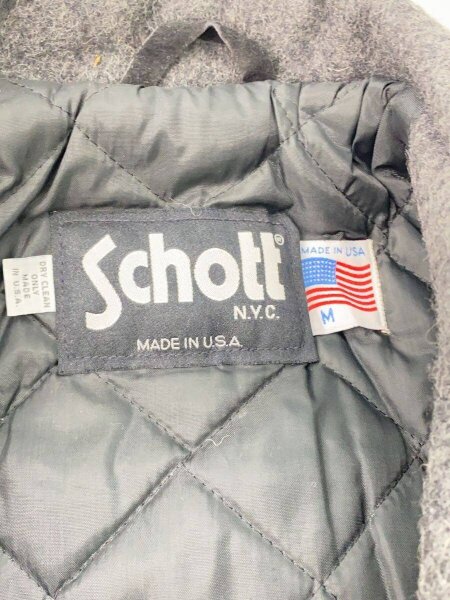 DRY CLEAN
ONLY
MADE
IN U.S.A.
Schott®
N.Y.C.
MADE IN U.S.A.
MADE IN USA
M